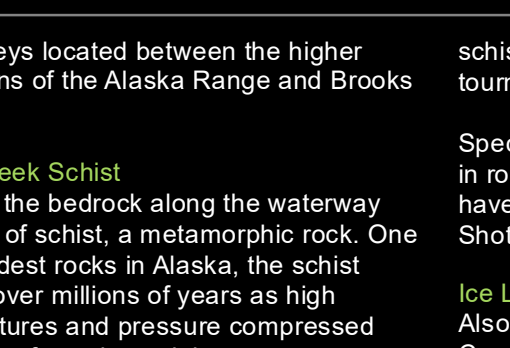 eys located between the higher
ns of the Alaska Range and Brooks
eek Schist
the bedrock along the waterway
of schist, a metamorphic rock. One
dest rocks in Alaska, the schist
over millions of years as high
tures and pressure compressed
schis
tourn
Spec
in ro
have
Shot
Ice L
Also